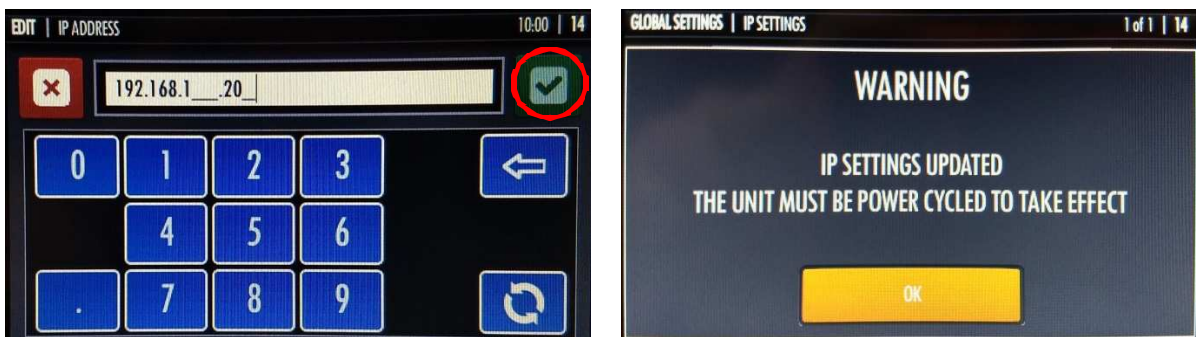 EDIT | IP ADDRESS 10:00 | 14
192.168.1___.20_
0 1 2 3
4 5 6
. 7 8 9
GLOBAL SETTINGS | IP SETTINGS 1 of 1 | 14
WARNING
IP SETTINGS UPDATED
THE UNIT MUST BE POWER CYCLED TO TAKE EFFECT
OK